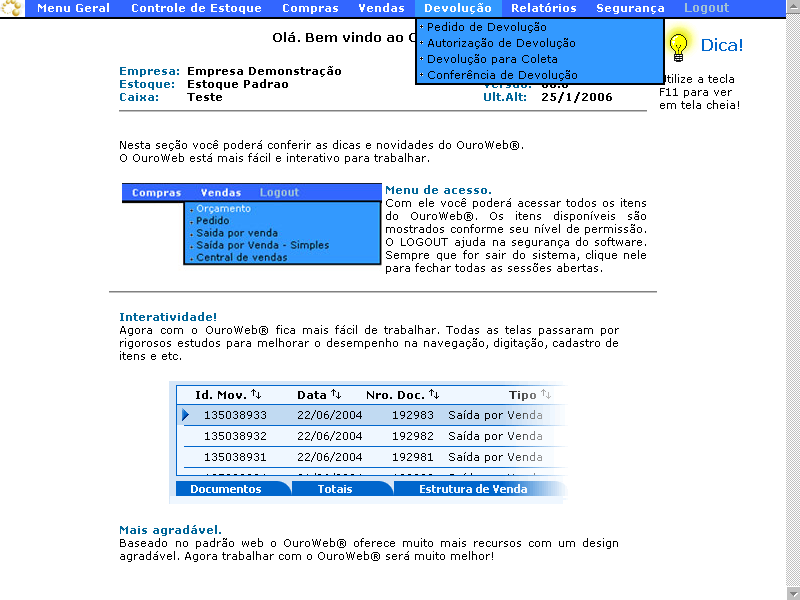 Menu Geral Controle de Estoque Compras Vendas Devolução Relatórios Segurança Logout
Pedido de Devolução
Autorização de Devolução
Devolução para Coleta
Conferência de Devolução
Olá. Bem vindo ao
Dica!
Utilize a tecla
F11 para ver
em tela cheia!
Empresa: Empresa Demonstração
Estoque: Estoque Padrao
Caixa: Teste
Ult.Alt: 25/1/2006
Nesta seção você poderá conferir as dicas e novidades do OuroWeb®.
O OuroWeb está mais fácil e interativo para trabalhar.
Compras Vendas Logout
Orçamento
Pedido
Saida por venda
Saída por Venda - Simples
Central de vendas
Menu de acesso.
Com ele você poderá acessar todos os itens
do OuroWeb®. Os itens disponíveis são
mostrados conforme seu nível de permissão.
O LOGOUT ajuda na segurança do software.
Sempre que for sair do sistema, clique nele
para fechar todas as sessões abertas.
Interatividade!
Agora com o OuroWeb® fica mais fácil de trabalhar. Todas as telas passaram por
rigorosos estudos para melhorar o desempenho na navegação, digitação, cadastro de
itens e etc.
Id. Mov. Data Nro. Doc. Tipo
135038933 22/06/2004 192983 Saída por Venda
135038932 22/06/2004 192982 Saída por Venda
135038931 22/06/2004 192981 Saída por Venda
Documentos Totais Estrutura de Venda
Mais agradável.
Baseado no padrão web o OuroWeb® oferece muito mais recursos com um design
agradável. Agora trabalhar com o OuroWeb® será muito melhor!